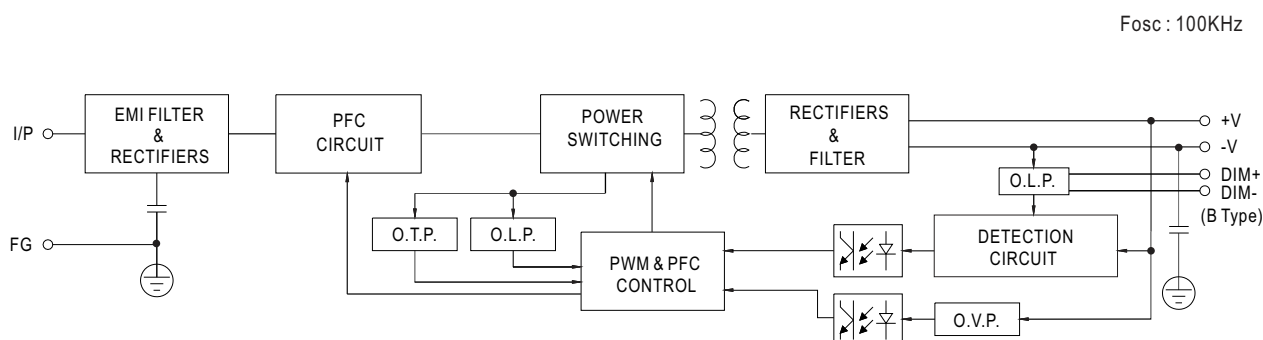 Fosc : 100KHz
I/P
EMI FILTER
&
RECTIFIERS
PFC
CIRCUIT
POWER
SWITCHING
RECTIFIERS
&
FILTER
+V
-V
DIM+
DIM-
(B Type)
O.L.P.
FG
O.T.P.
O.L.P.
PWM & PFC
CONTROL
DETECTION
CIRCUIT
O.V.P.